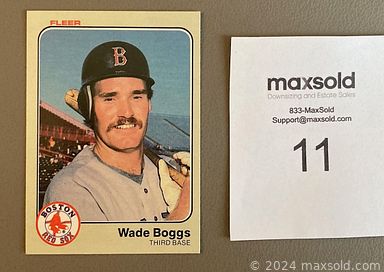 FLEER
B
BOSTON
RED SOX
Wade Boggs
THIRD BASE
maxsold
Downsizing and Estate Sales
833-MaxSold
Support@maxsold.com
11
© 2024 maxsold.com